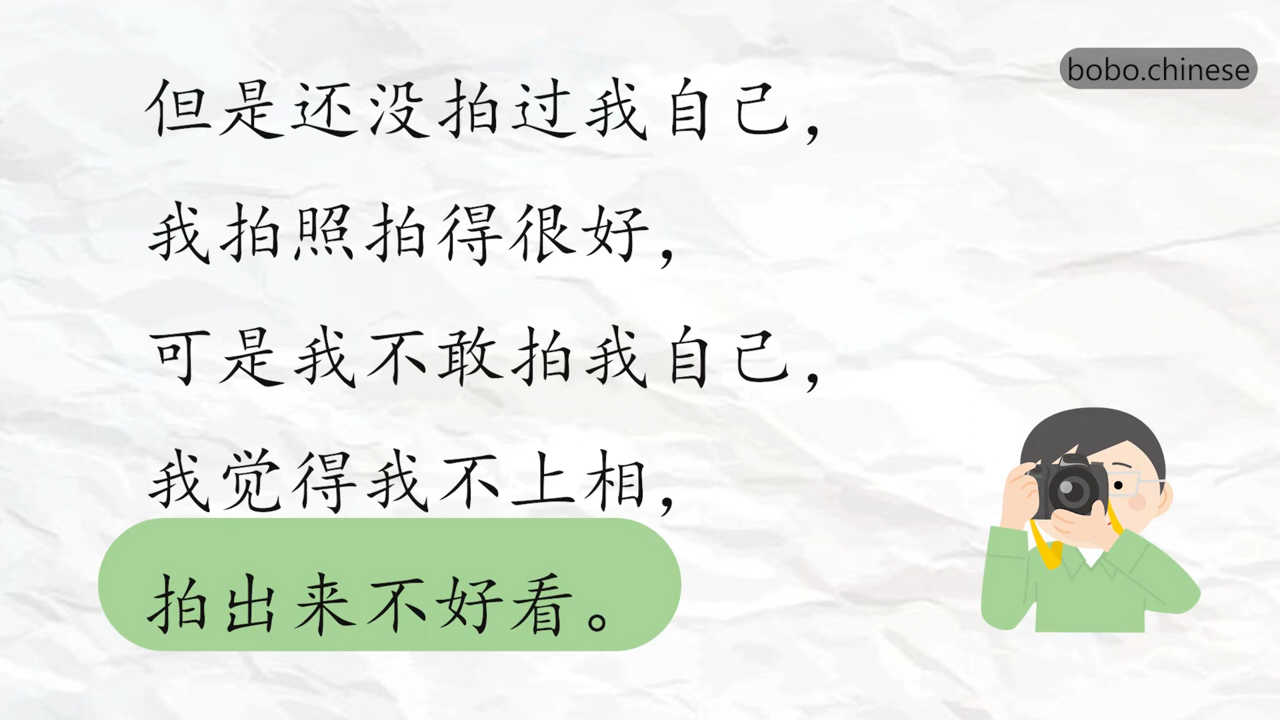 bobo.chinese
但是还没拍过我自己，
我拍照拍得很好，
可是我不敢拍我自己，
我觉得我不上相，
拍出来不好看。